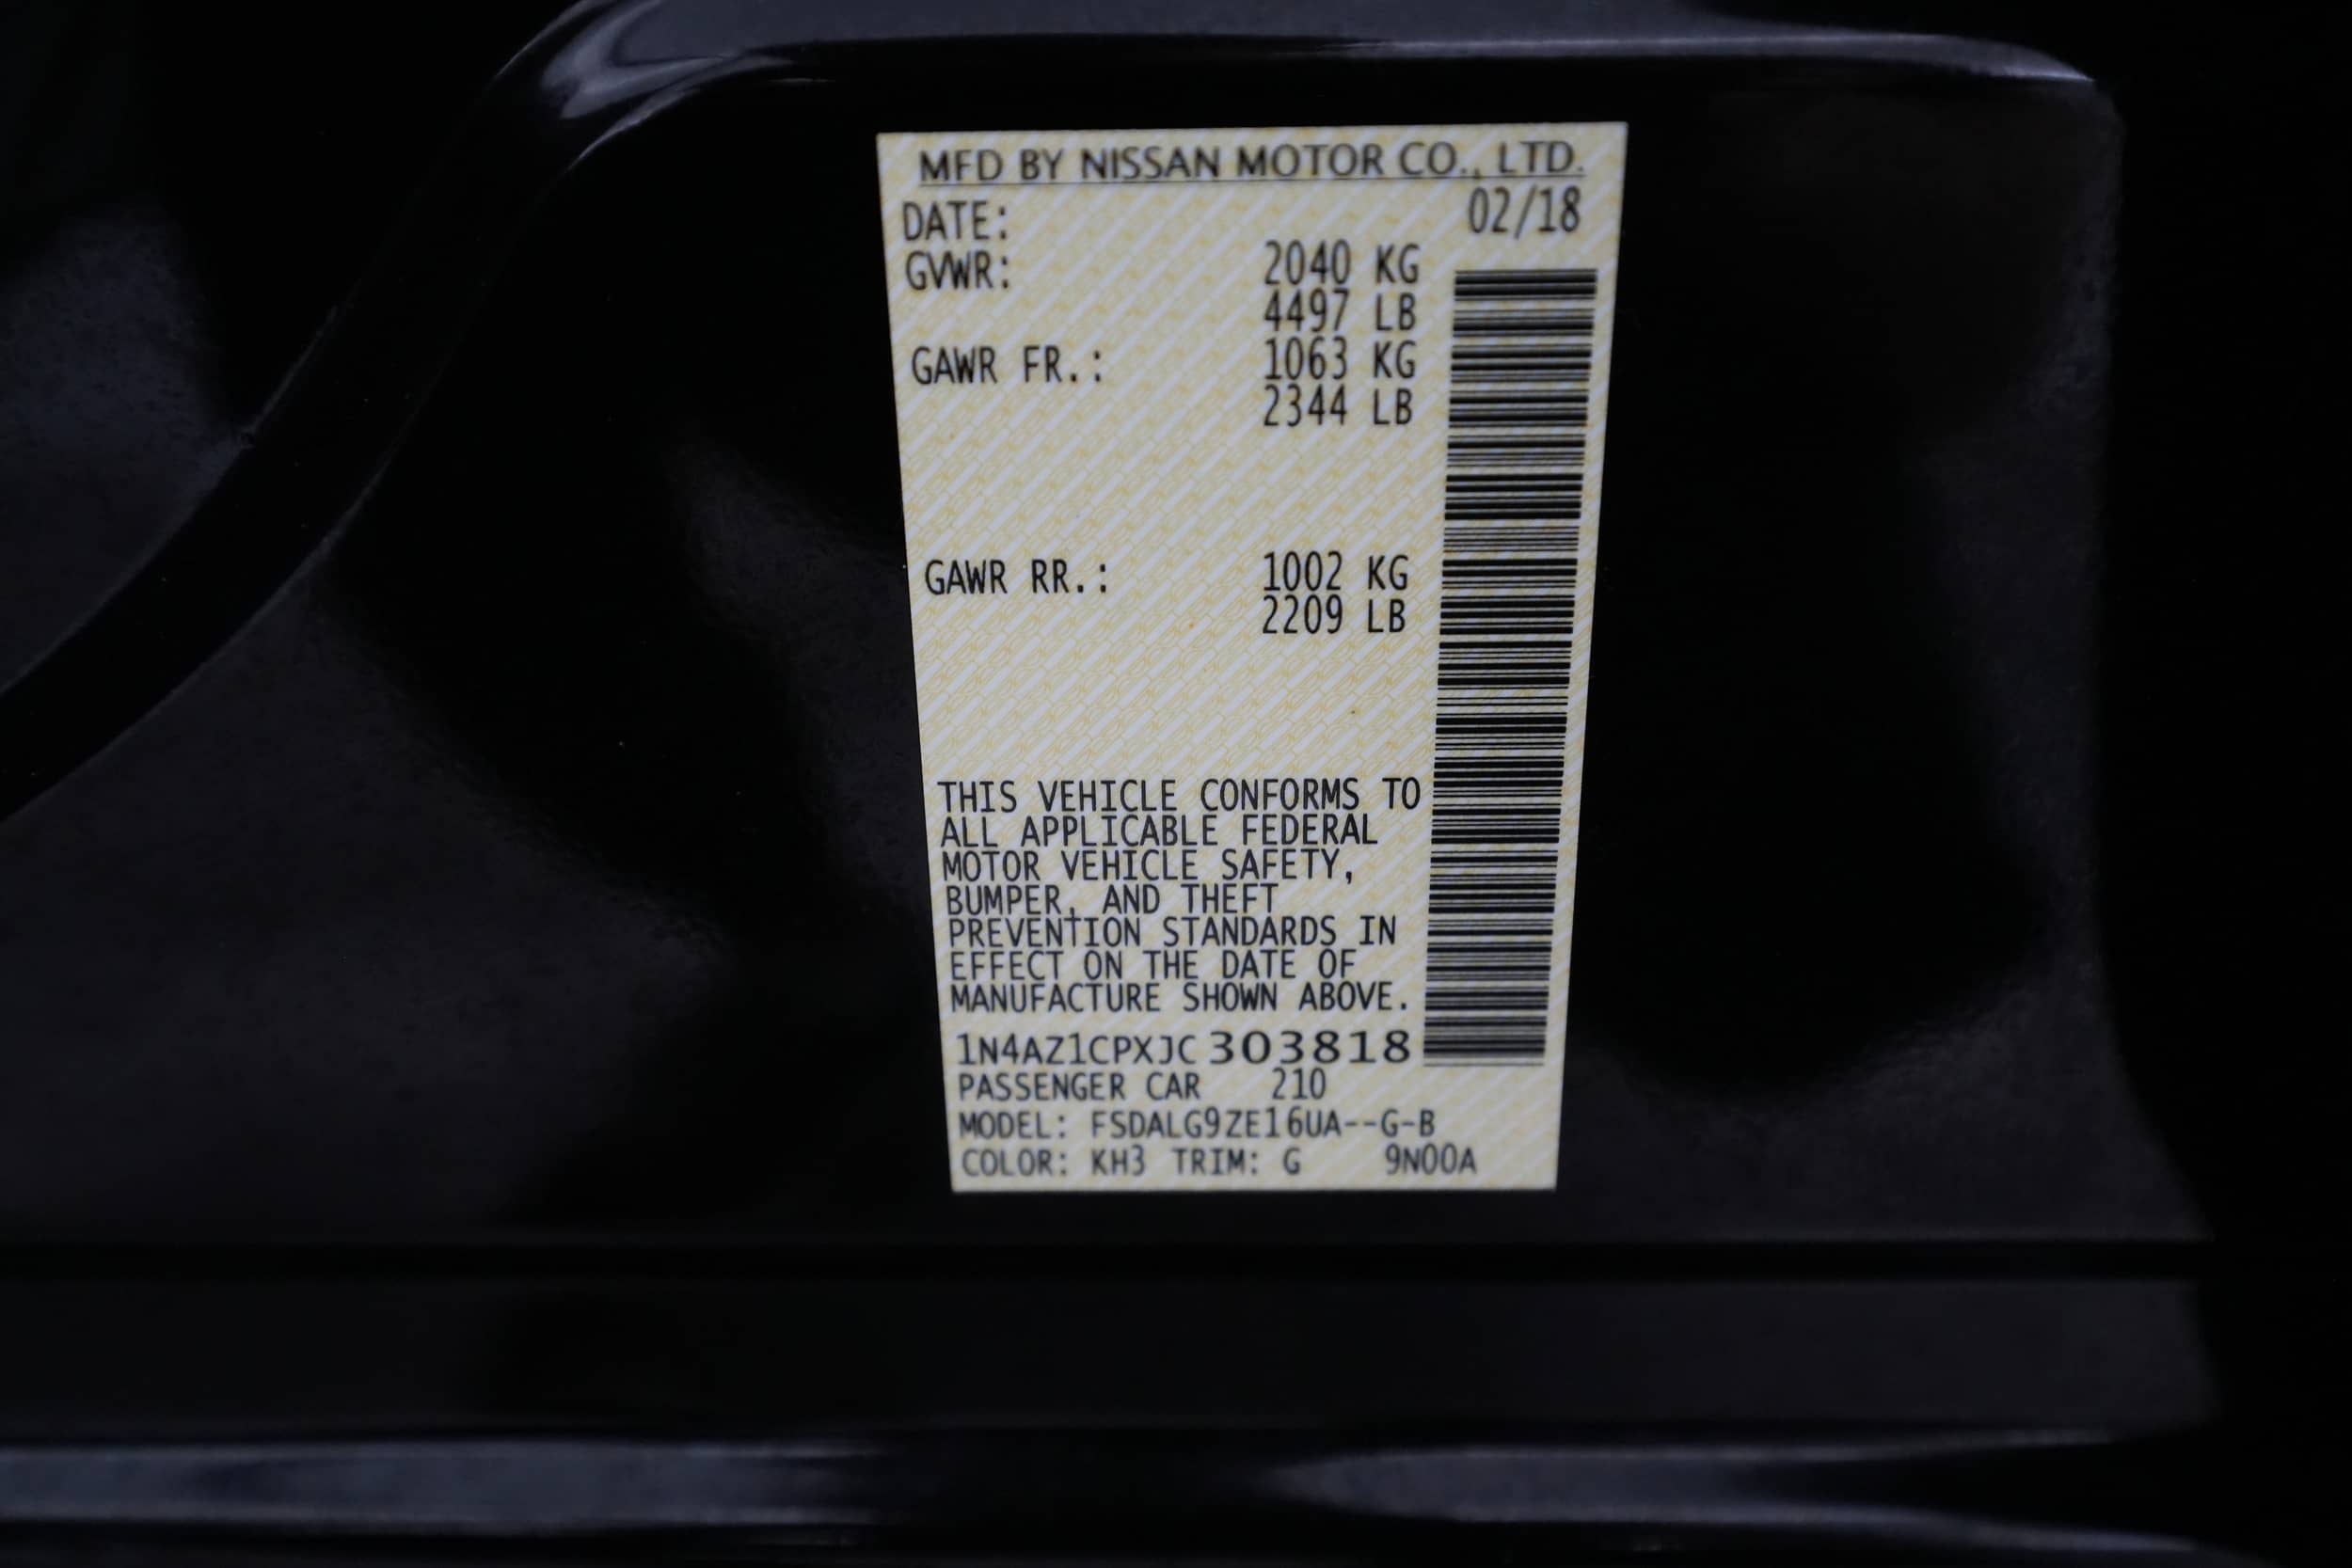 MFD BY NISSAN MOTOR CO., LTD.
DATE: 02/18
GVWR: 2040 KG
4497 LB
GAWR FR.: 1063 KG
2344 LB
GAWR RR.: 1002 KG
2209 LB
THIS VEHICLE CONFORMS TO
ALL APPLICABLE FEDERAL
MOTOR VEHICLE SAFETY,
BUMPER, AND THEFT
PREVENTION STANDARDS IN
EFFECT ON THE DATE OF
MANUFACTURE SHOWN ABOVE.
1N4AZ1CPXJC303818
PASSENGER CAR 210
MODEL: FSDALG9ZE16UA--G-B
COLOR: KH3 TRIM: G 9N00A